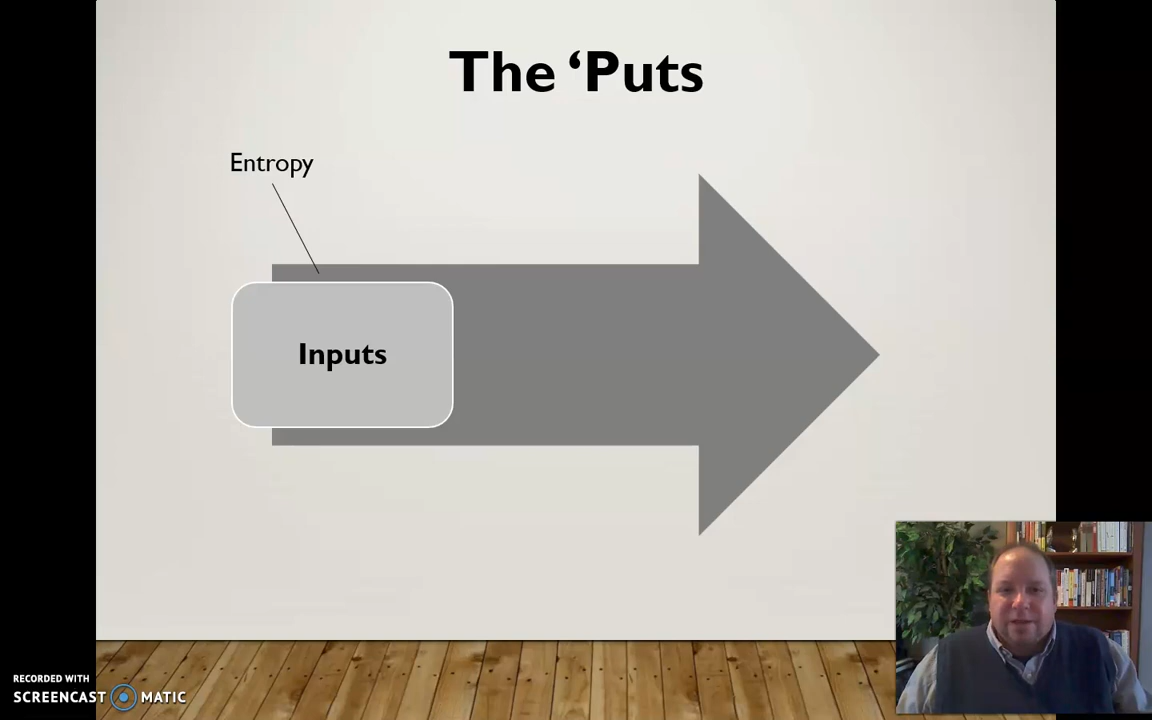 The ‘Puts
Entropy
Inputs
RECORDED WITH
SCREENCAST MATIC